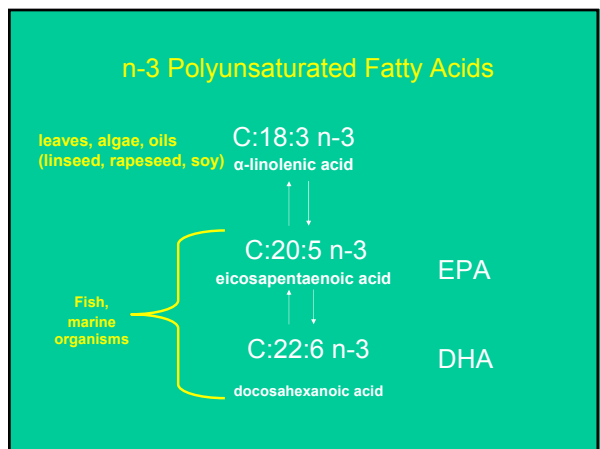 n-3 Polyunsaturated Fatty Acids
leaves, algae, oils
(linseed, rapeseed, soy)
C:18:3 n-3
α-linolenic acid
C:20:5 n-3
eicosapentaenoic acid
EPA
Fish,
marine
organisms
C:22:6 n-3
DHA
docosahexanoic acid